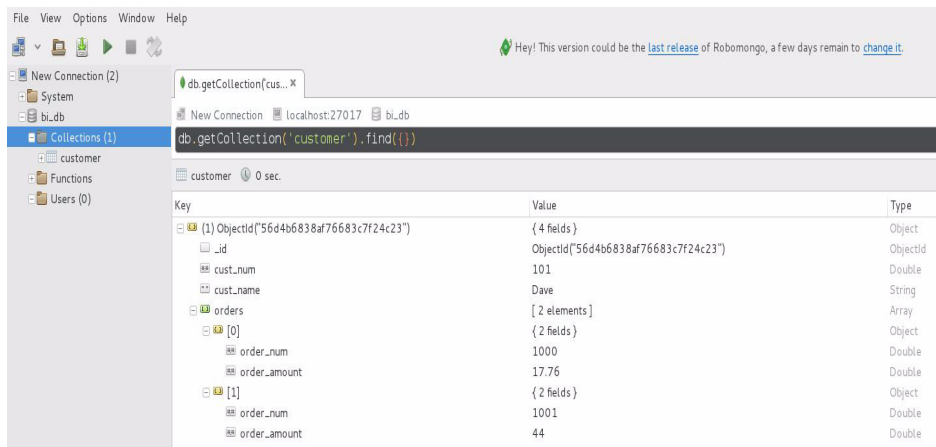 File View Options Window Help
Hey! This version could be the last release of Robomongo, a few days remain to change it.
New Connection (2)
System
bi_db
Collections (1)
customer
Functions
Users (0)
db.getCollection('cus...
New Connection localhost:27017 bi_db
db.getCollection('customer').find({})
customer 0 sec.
Key Value Type
(1) ObjectId("56d4b6838af76683c7f24c23") { 4 fields } Object
_id ObjectId("56d4b6838af76683c7f24c23") ObjectId
cust_num 101 Double
cust_name Dave String
orders [ 2 elements ] Array
[0] { 2 fields } Object
order_num 1000 Double
order_amount 17.76 Double
[1] { 2 fields } Object
order_num 1001 Double
order_amount 44 Double